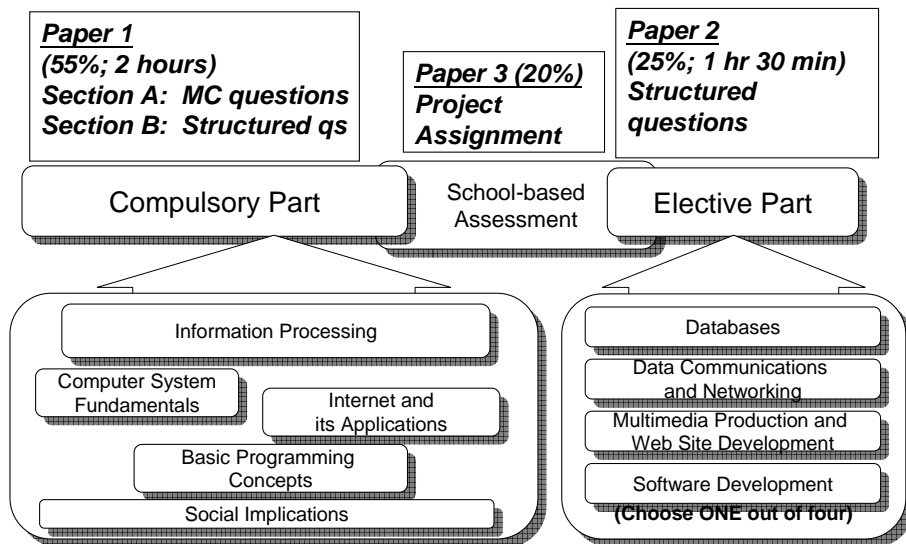 Paper 1
(55%; 2 hours)
Section A: MC questions
Section B: Structured qs
Paper 3 (20%)
Project
Assignment
Paper 2
(25%; 1 hr 30 min)
Structured
questions
Compulsory Part
School-based
Assessment
Elective Part
Information Processing
Computer System
Fundamentals
Internet and
its Applications
Basic Programming
Concepts
Social Implications
Databases
Data Communications
and Networking
Multimedia Production and
Web Site Development
Software Development
(Choose ONE out of four)